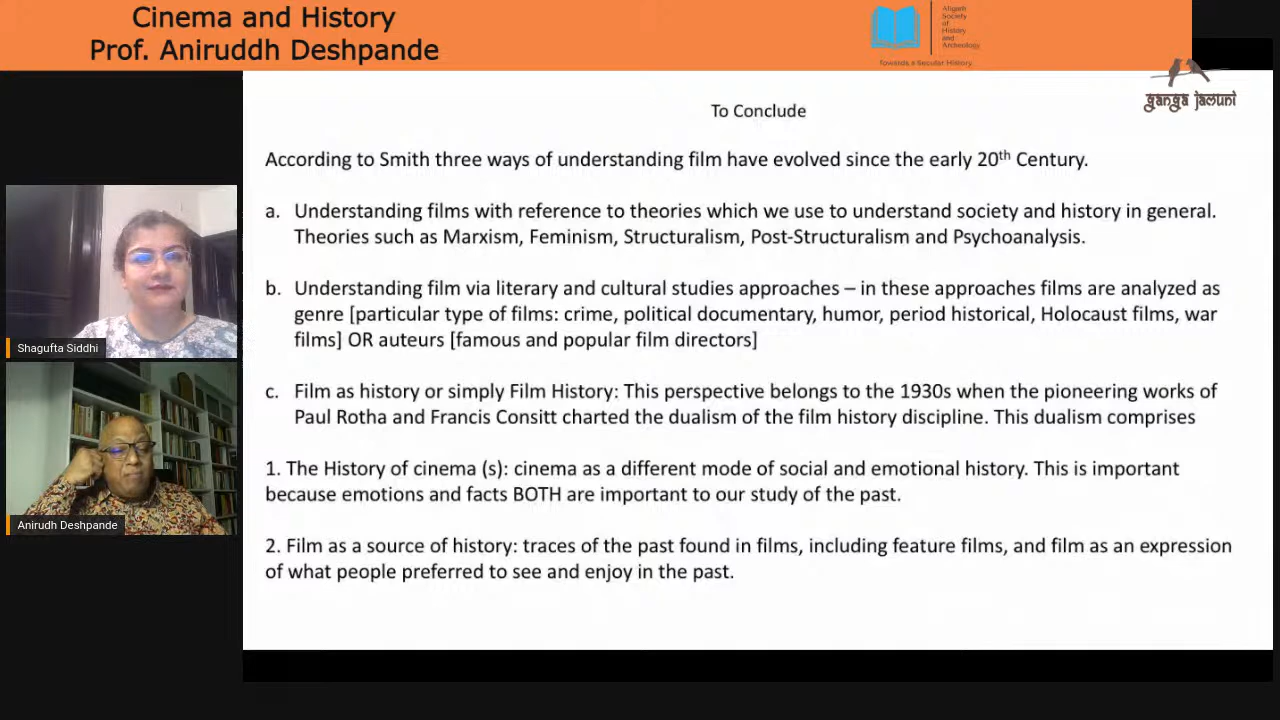 Cinema and History
Prof. Aniruddh Deshpande
Aligarh
Society
of
History
and
Archeology
Towards a Secular History
ganga jamuni
To Conclude
According to Smith three ways of understanding film have evolved since the early 20th Century.
a. Understanding films with reference to theories which we use to understand society and history in general.
Theories such as Marxism, Feminism, Structuralism, Post-Structuralism and Psychoanalysis.
b. Understanding film via literary and cultural studies approaches – in these approaches films are analyzed as
genre [particular type of films: crime, political documentary, humor, period historical, Holocaust films, war
films] OR auteurs [famous and popular film directors]
c. Film as history or simply Film History: This perspective belongs to the 1930s when the pioneering works of
Paul Rotha and Francis Consitt charted the dualism of the film history discipline. This dualism comprises
1. The History of cinema (s): cinema as a different mode of social and emotional history. This is important
because emotions and facts BOTH are important to our study of the past.
2. Film as a source of history: traces of the past found in films, including feature films, and film as an expression
of what people preferred to see and enjoy in the past.
Shagufta Siddhi
Anirudh Deshpande